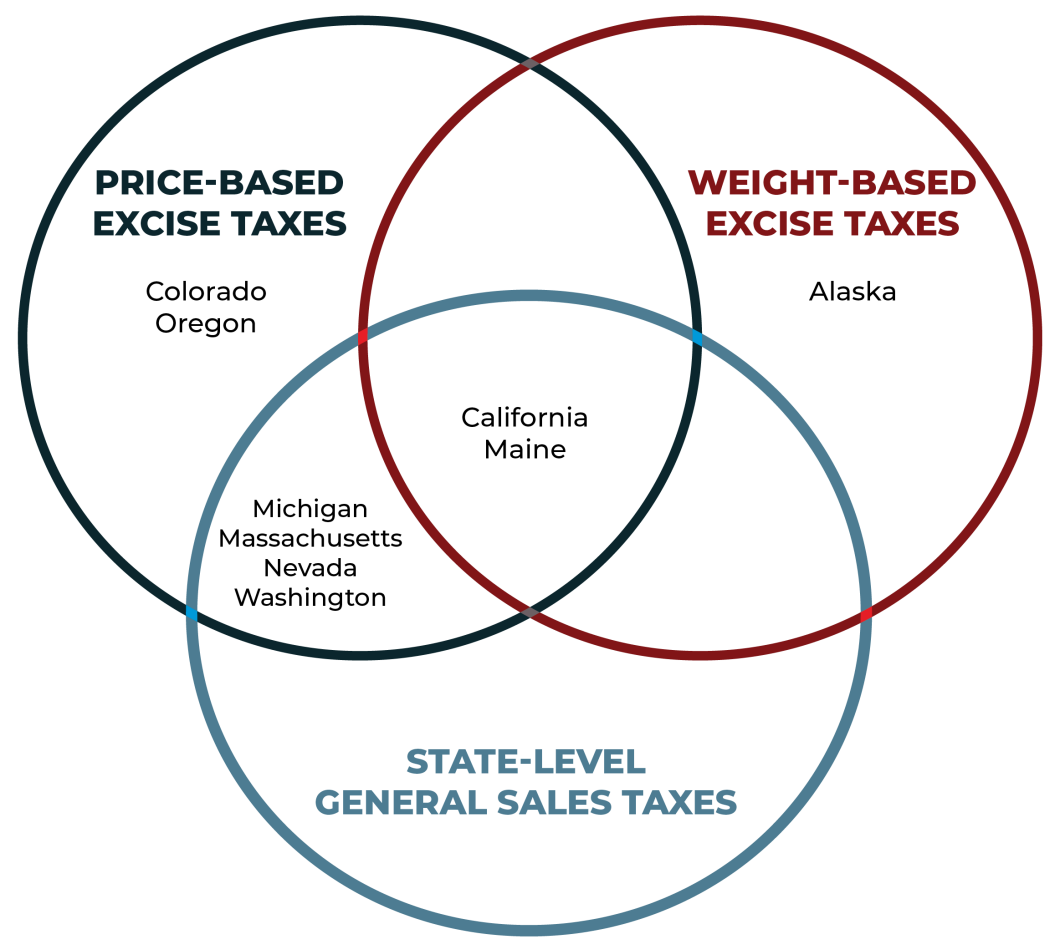 PRICE-BASED
EXCISE TAXES
Colorado
Oregon
WEIGHT-BASED
EXCISE TAXES
Alaska
California
Maine
Michigan
Massachusetts
Nevada
Washington
STATE-LEVEL
GENERAL SALES TAXES